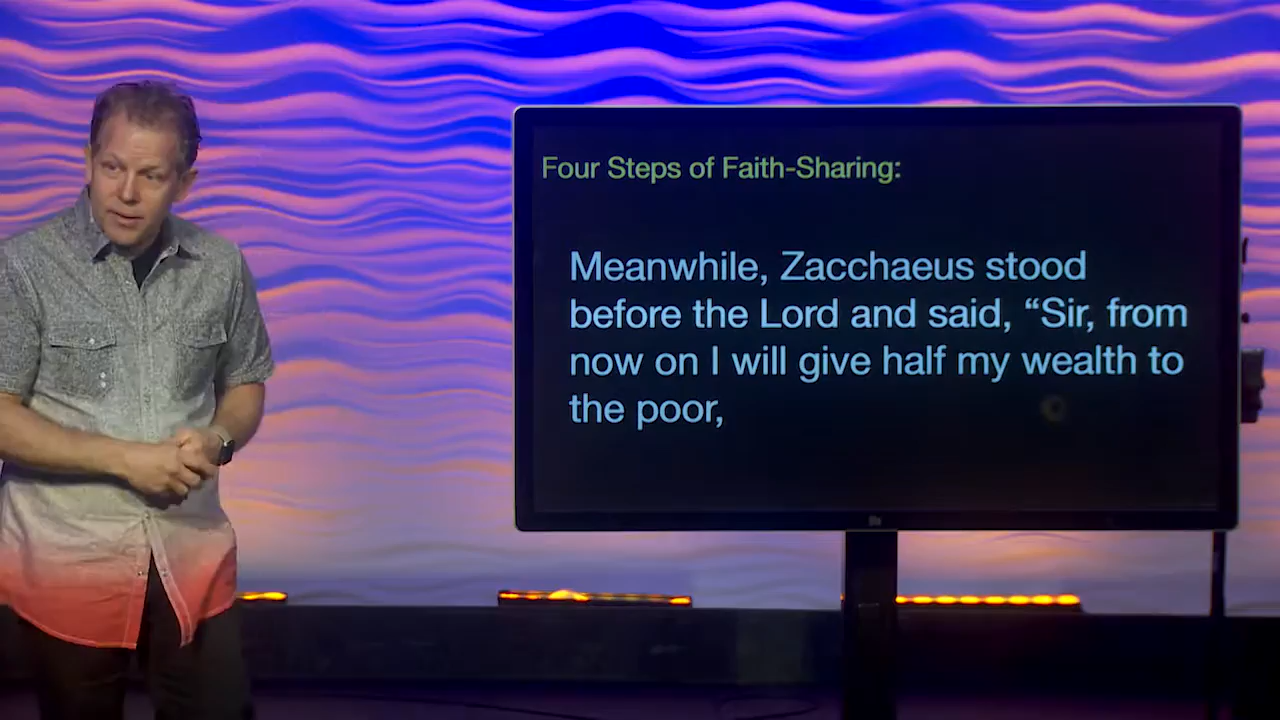 Four Steps of Faith-Sharing:
Meanwhile, Zacchaeus stood
before the Lord and said, “Sir, from
now on I will give half my wealth to
the poor,